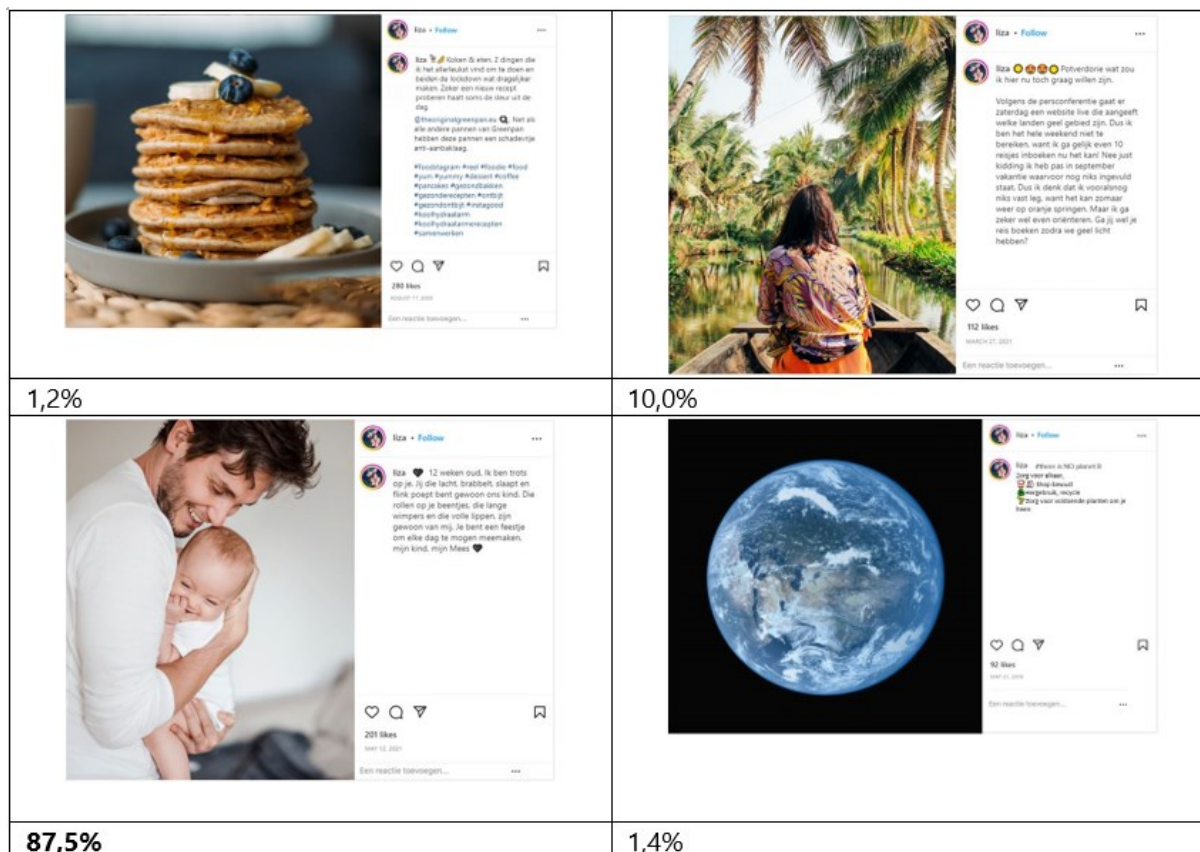 liza • Follow
liza Koken & eten. 2 dingen die
ik het allerleukst vind om te doen en
beiden de lockdown wat dragelijker
maken. Zeker een nieuw recept
proberen haalt soms de sleur uit de
dag.
@theoriginalgreenpan.eu Net als
alle andere pannen van Greenpan
hebben deze pannen een schadevrije
anti-aanbaklaag.
#foodstagram #reel #foodie #food
#yum #yummy #dessert #coffee
#pancakes #gezondbakken
#gezonderecepten #ontbijt
#gezondontbijt #instagood
#koolhydraatarm
#koolhydraatarmerecepten
#samenwerken
280 likes
Een reactie toevoegen...
1,2%
liza • Follow
liza Potverdorie wat zou
ik hier nu toch graag willen zijn.
Volgens de persconferentie gaat er
zaterdag een website live die aangeeft
welke landen geel gebied zijn. Dus ik
ben het hele weekend niet te
bereiken, want ik ga gelijk even 10
reisjes inboeken nu het kan! Nee just
kidding ik heb pas in september
vakantie waarvoor nog niks ingevuld
staat. Dus ik denk dat ik vooralsnog
niks vast leg, want het kan zomaar
weer op oranje springen. Maar ik ga
zeker wel even oriënteren. Ga jij wel je
reis boeken zodra we geel licht
hebben?
112 likes
MARCH 27, 2021
Een reactie toevoegen...
10,0%
liza • Follow
liza 🖤 12 weken oud. Ik ben trots
op je. Jij die lacht, brabbelt, slaapt en
flink poept bent gewoon ons kind. Die
rollen op je beentjes, die lange
wimpers en die volle lippen, zijn
gewoon van mij. Je bent een feestje
om elke dag te mogen meemaken,
mijn kind, mijn Mees 🖤
201 likes
MAY 12, 2021
Een reactie toevoegen...
87,5%
liza • Follow
liza #there is NO planet B
Zorg voor elkaar,
Shop bewust
Hergebruik, recycle
Zorg voor voldoende planten om je
heen
92 likes
Een reactie toevoegen...
1,4%